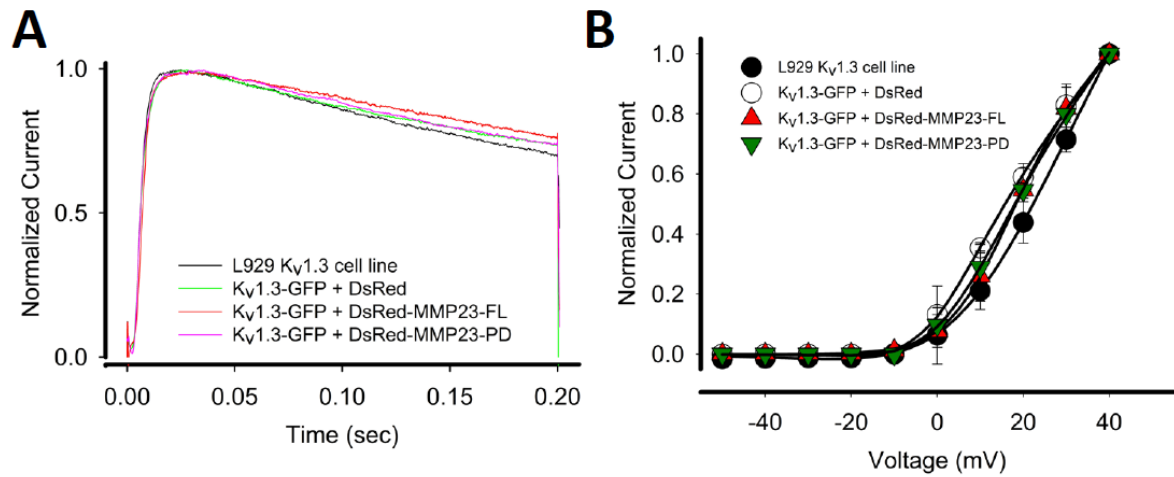 A
Normalized Current
1.0
0.5
0.0
L929 Kv1.3 cell line
Kv1.3-GFP + DsRed
Kv1.3-GFP + DsRed-MMP23-FL
Kv1.3-GFP + DsRed-MMP23-PD
0.00 0.05 0.10 0.15 0.20
Time (sec)
B
Normalized Current
1.0
0.8
0.6
0.4
0.2
0.0
L929 Kv1.3 cell line
Kv1.3-GFP + DsRed
Kv1.3-GFP + DsRed-MMP23-FL
Kv1.3-GFP + DsRed-MMP23-PD
-40 -20 0 20 40
Voltage (mV)